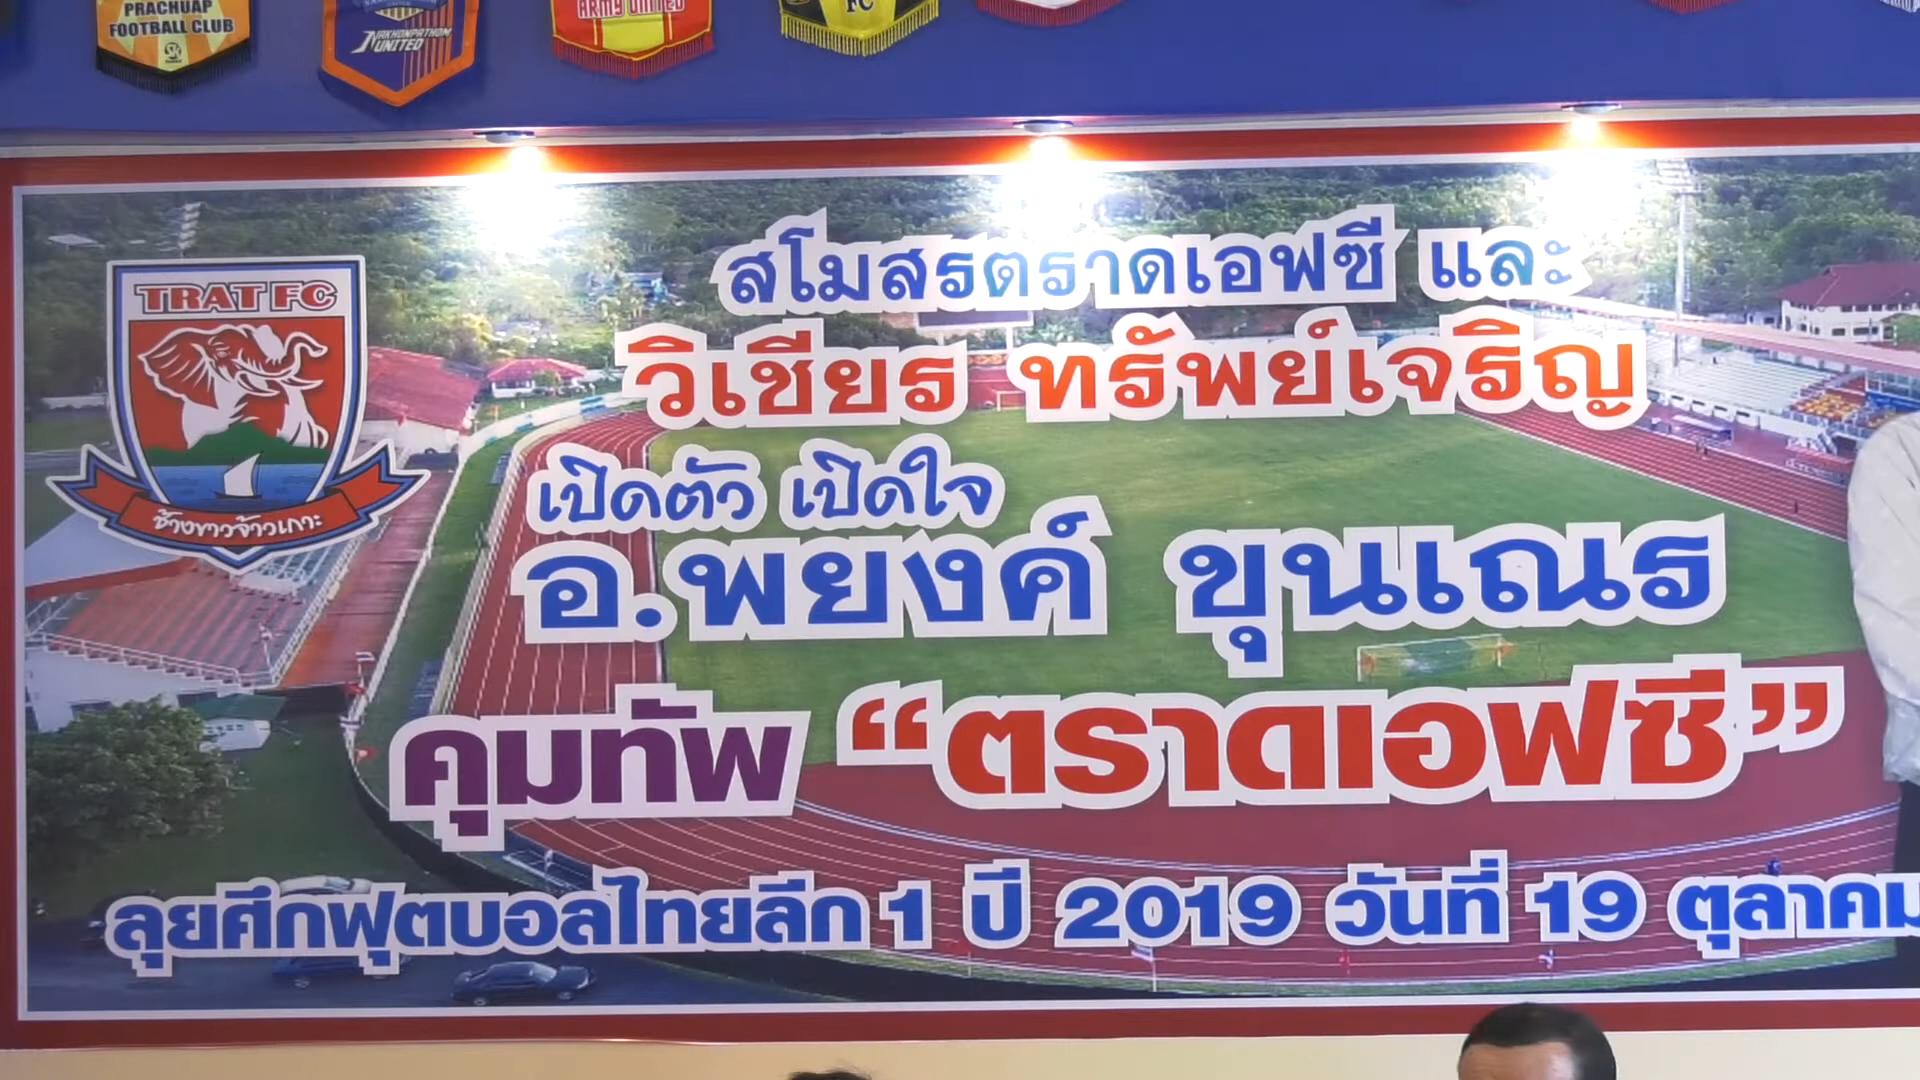 PRACHUAP
FOOTBALL CLUB
NAKHONPATHOM
UNITED
ARMY UNITED
FC
TRAT FC
ช้างขาวจ้าวเกาะ
สโมสรตราดเอฟซี และ
วิเชียร ทรัพย์เจริญ
เปิดตัว เปิดใจ
อ.พยงค์ ขุนเณร
คุมทัพ “ตราดเอฟซี”
ลุยศึกฟุตบอลไทยลีก 1 ปี 2019 วันที่ 19 ตุลาคม